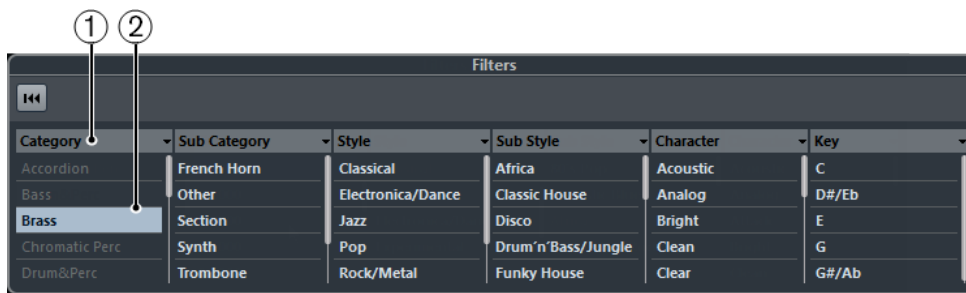 1 2
Filters
Category Sub Category Style Sub Style Character Key
Accordion French Horn Classical Africa Acoustic C
Bass Other Electronica/Dance Classic House Analog D#/Eb
Brass Section Jazz Disco Bright E
Chromatic Perc Synth Pop Drum´n´Bass/Jungle Clean G
Drum&Perc Trombone Rock/Metal Funky House Clear G#/Ab